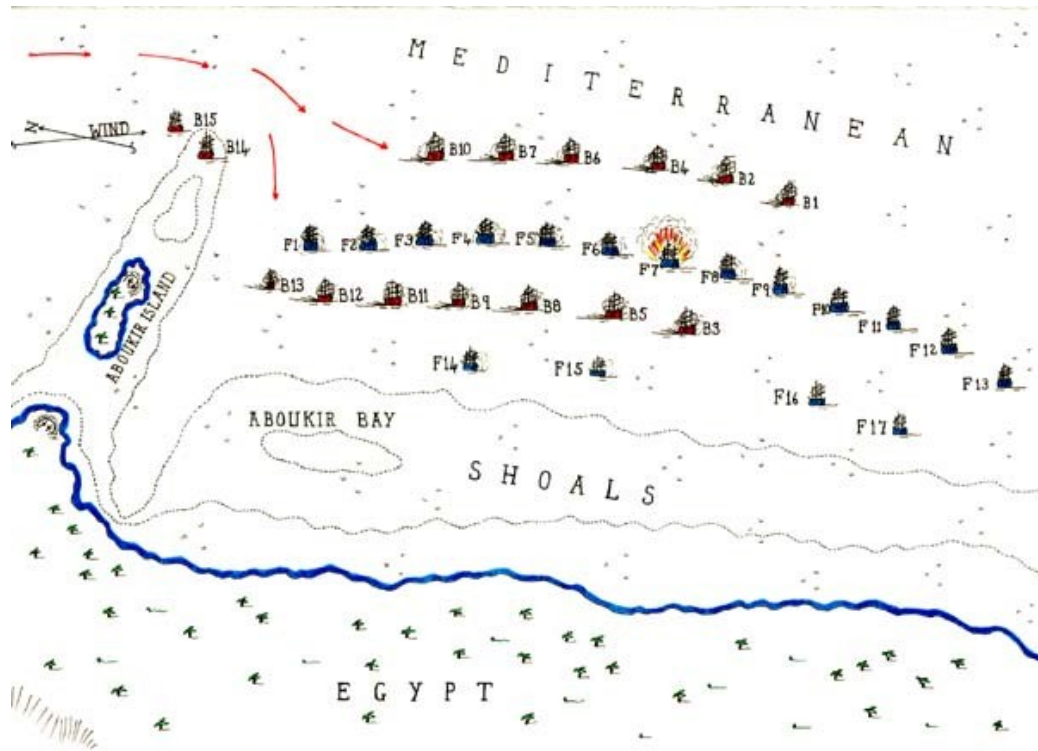 MEDITERRANEAN
B15
N WIND S
B14
B10 B7 B6 B4 B2 B1
F1 F2 F3 F4 F5 F6 F7 F8 F9 F10 F11 F12 F13
B13 B12 B11 B9 B8 B5 B3
ABOUKIR ISLAND
F14 F15 F16 F17
ABOUKIR BAY
SHOALS
EGYPT